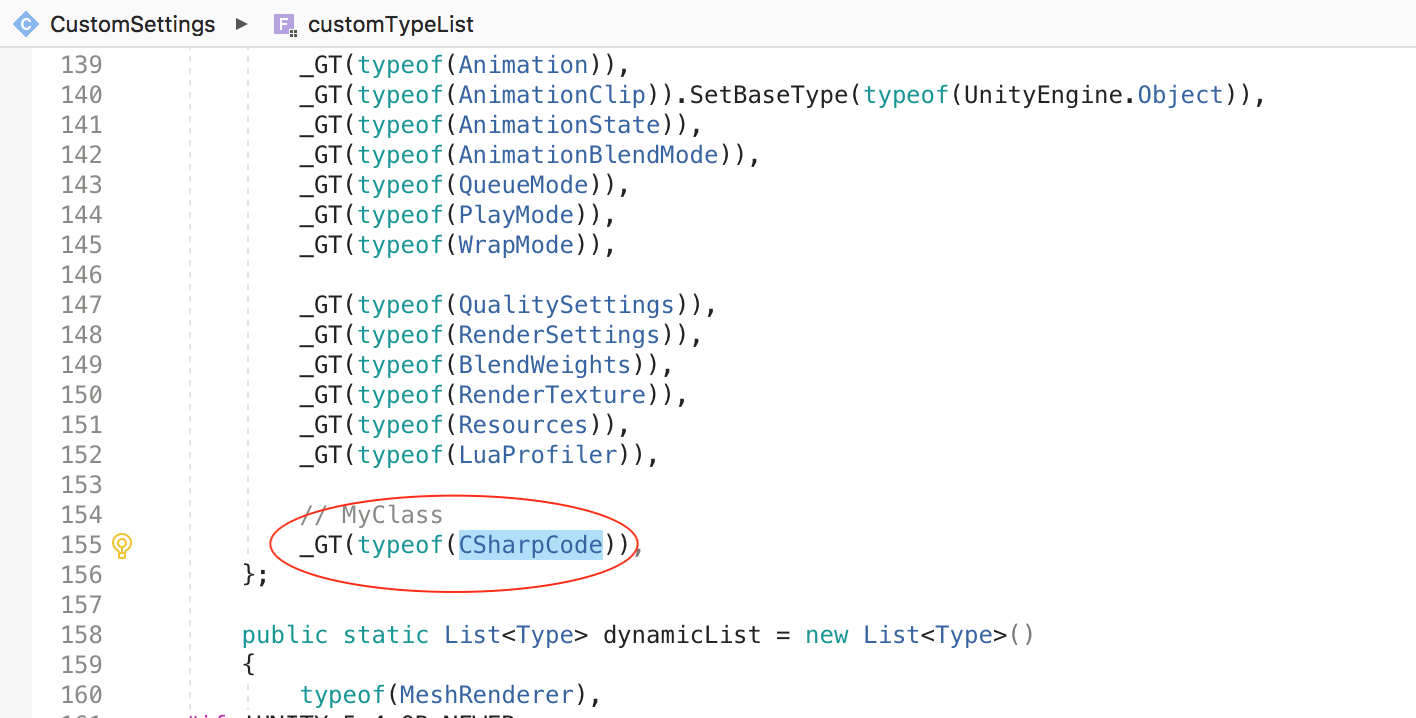 C CustomSettings ▶ F customTypeList
139 _GT(typeof(Animation)),
140 _GT(typeof(AnimationClip)).SetBaseType(typeof(UnityEngine.Object)),
141 _GT(typeof(AnimationState)),
142 _GT(typeof(AnimationBlendMode)),
143 _GT(typeof(QueueMode)),
144 _GT(typeof(PlayMode)),
145 _GT(typeof(WrapMode)),
146
147 _GT(typeof(QualitySettings)),
148 _GT(typeof(RenderSettings)),
149 _GT(typeof(BlendWeights)),
150 _GT(typeof(RenderTexture)),
151 _GT(typeof(Resources)),
152 _GT(typeof(LuaProfiler)),
153
154 // MyClass
155 _GT(typeof(CSharpCode)),
156 };
157
158 public static List<Type> dynamicList = new List<Type>()
159 {
160 typeof(MeshRenderer),